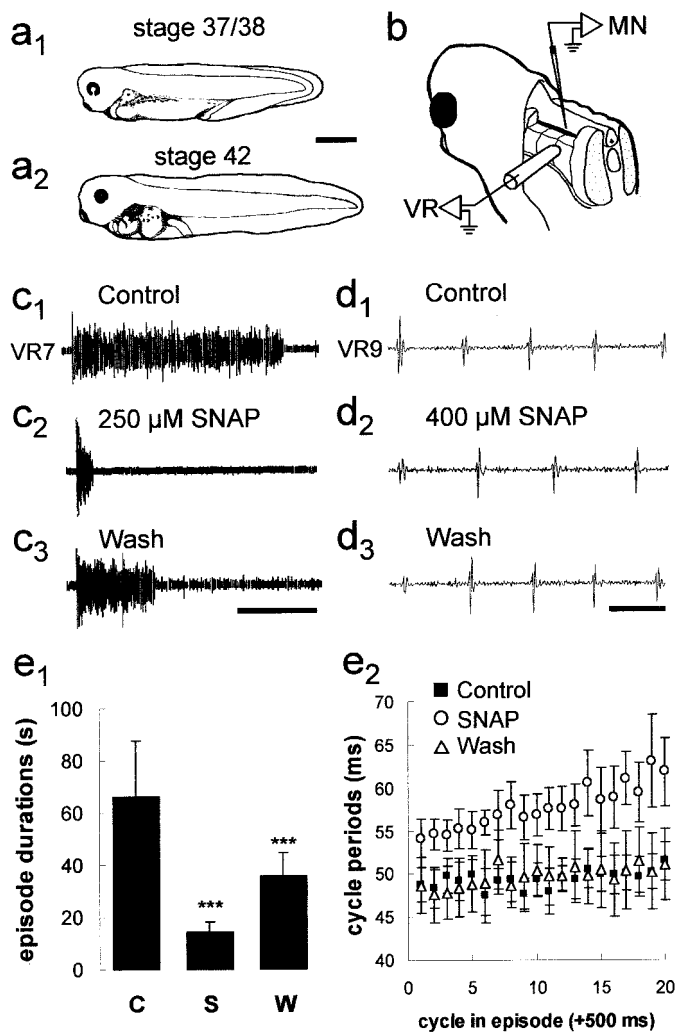 a1 stage 37/38
a2 stage 42
b
MN
VR
c1 Control
VR7
c2 250 µM SNAP
c3 Wash
d1 Control
VR9
d2 400 µM SNAP
d3 Wash
e1
episode durations (s)
100
80
60
40
20
0
***
***
C S W
e2
Control
SNAP
Wash
cycle periods (ms)
70
65
60
55
50
45
40
0 5 10 15 20
cycle in episode (+500 ms)